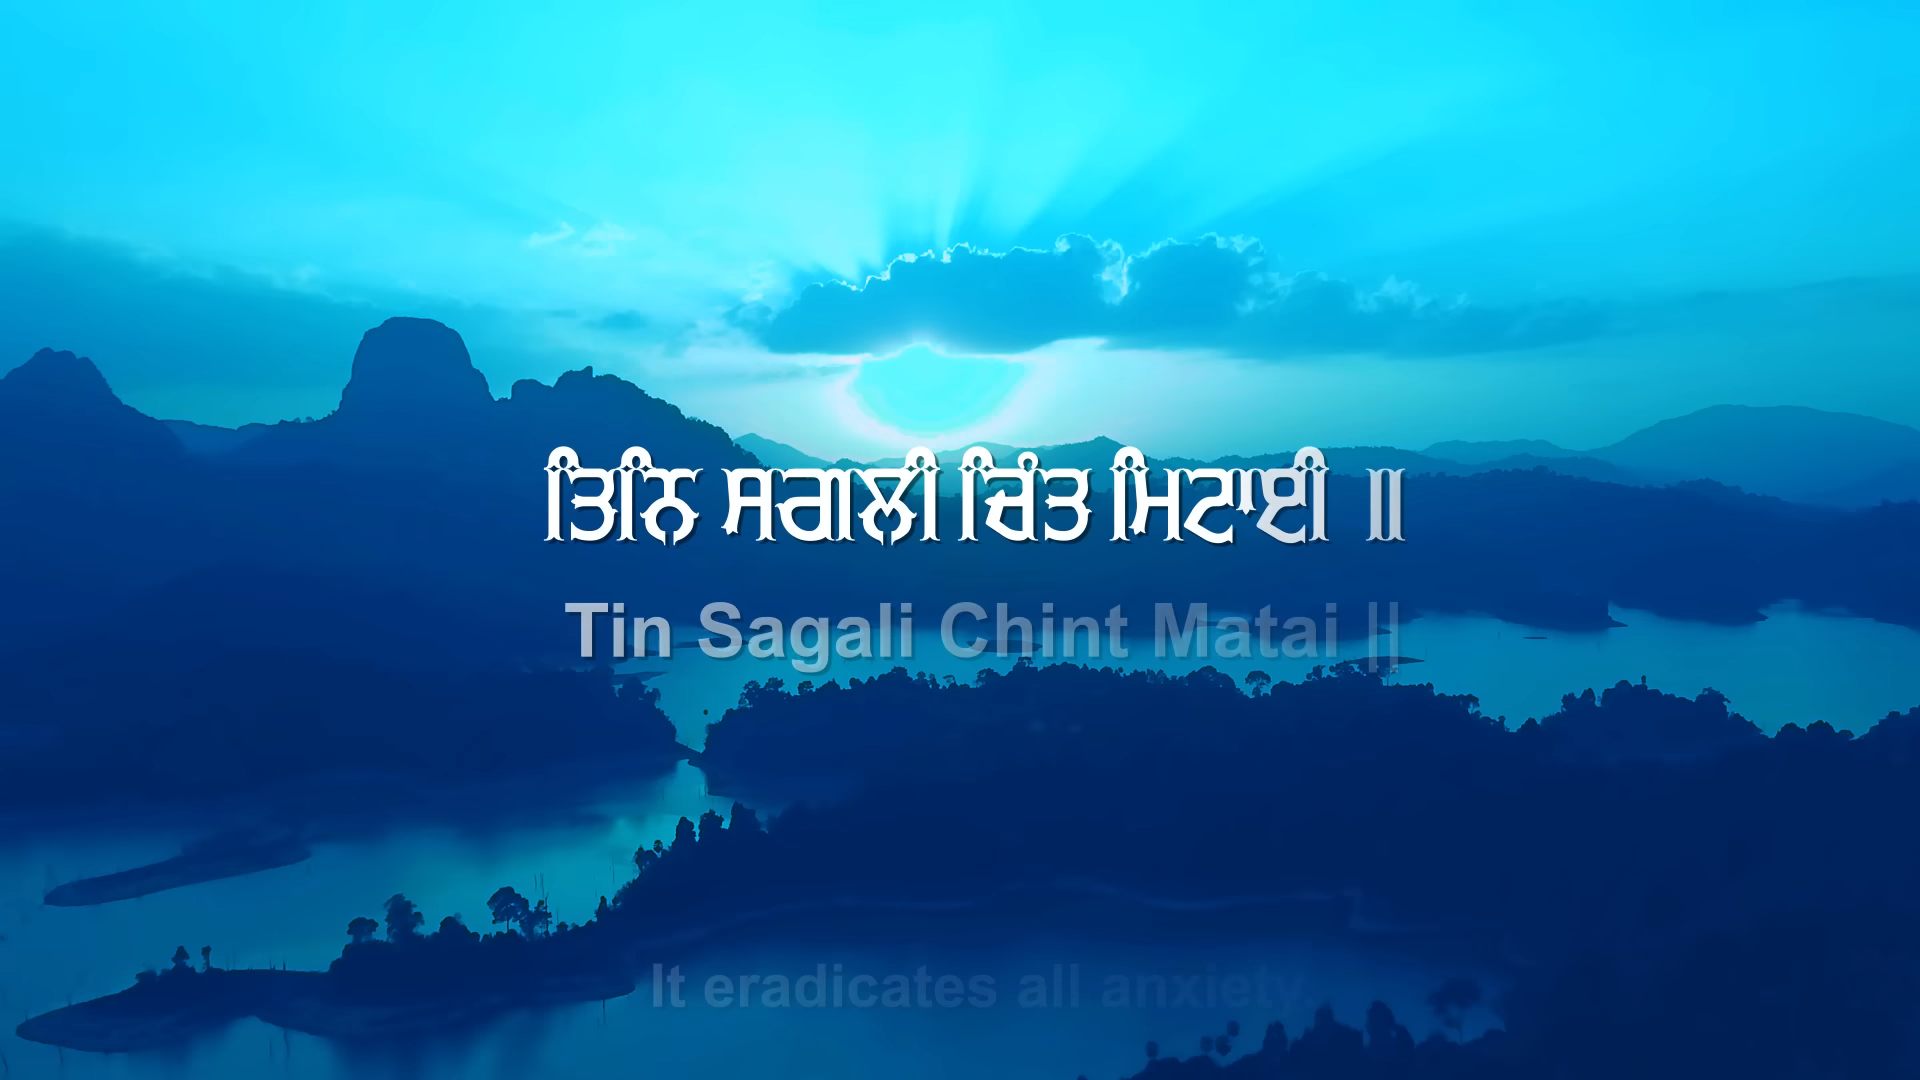 ਤਿਨਿ ਸਗਲੀ ਚਿੰਤ ਮਿਟਾਈ ॥
Tin Sagali Chint Matai ||
It eradicates all anxiety.